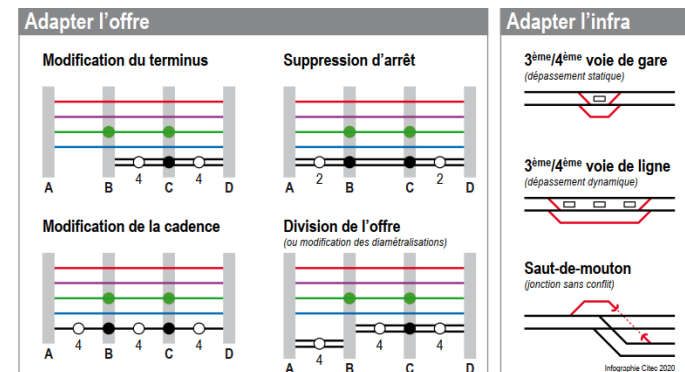 Adapter l'offre
Modification du terminus
4 4
A B C D
Suppression d'arrêt
2 2
A B C D
Modification de la cadence
4 4 4
A B C D
Division de l'offre
(ou modification des diamétralisations)
4 4
4
A B C D
Adapter l'infra
3ème/4ème voie de gare
(dépassement statique)
3ème/4ème voie de ligne
(dépassement dynamique)
Saut-de-mouton
(jonction sans conflit)
Infographie Citec 2020